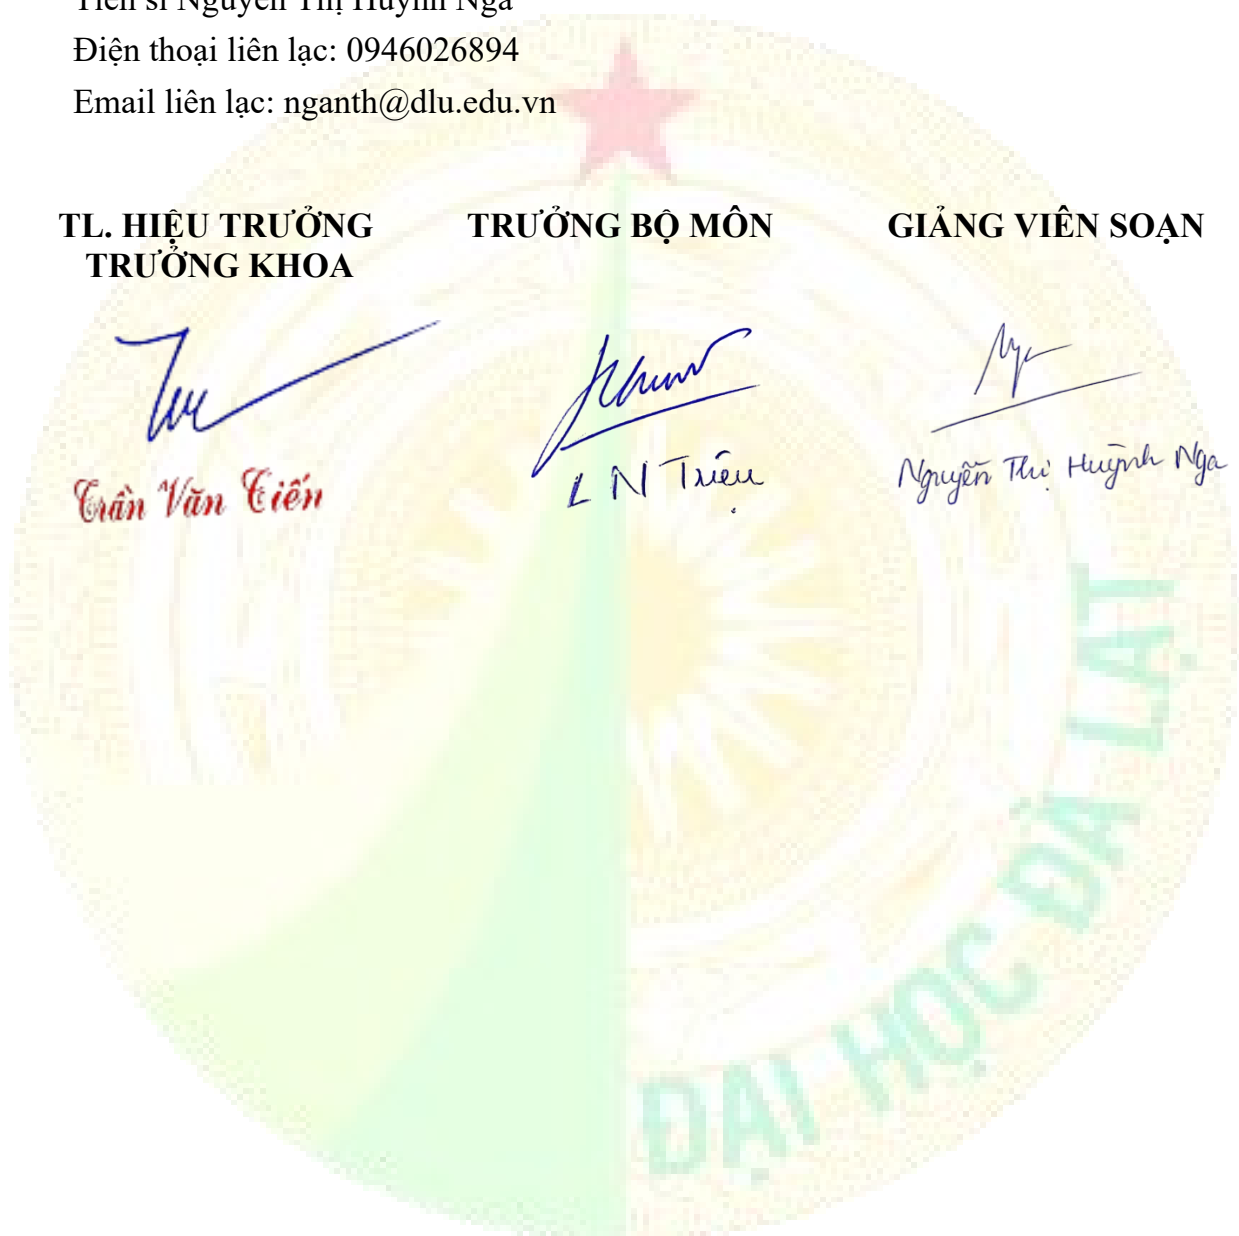 Tiến sĩ Nguyễn Thị Huỳnh Nga
Điện thoại liên lạc: 0946026894
Email liên lạc: nganth@dlu.edu.vn
TL. HIỆU TRƯỞNG
TRƯỞNG KHOA
TRƯỞNG BỘ MÔN
GIẢNG VIÊN SOẠN
Trần Văn Tiến
L N Triệu
Nguyễn Thị Huỳnh Nga
ĐẠI HỌC ĐÀ LẠT